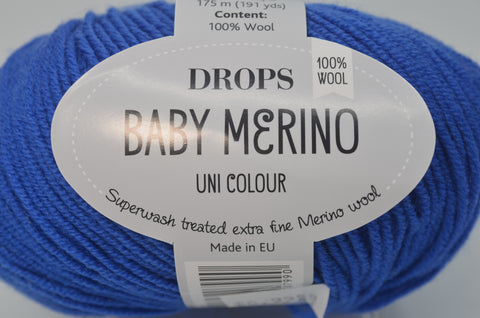 175 m (191 yds)
Content:
100% Wool
DROPS
100%
WOOL
BABY MERINO
UNI COLOUR
Superwash treated extra fine Merino wool
Made in EU